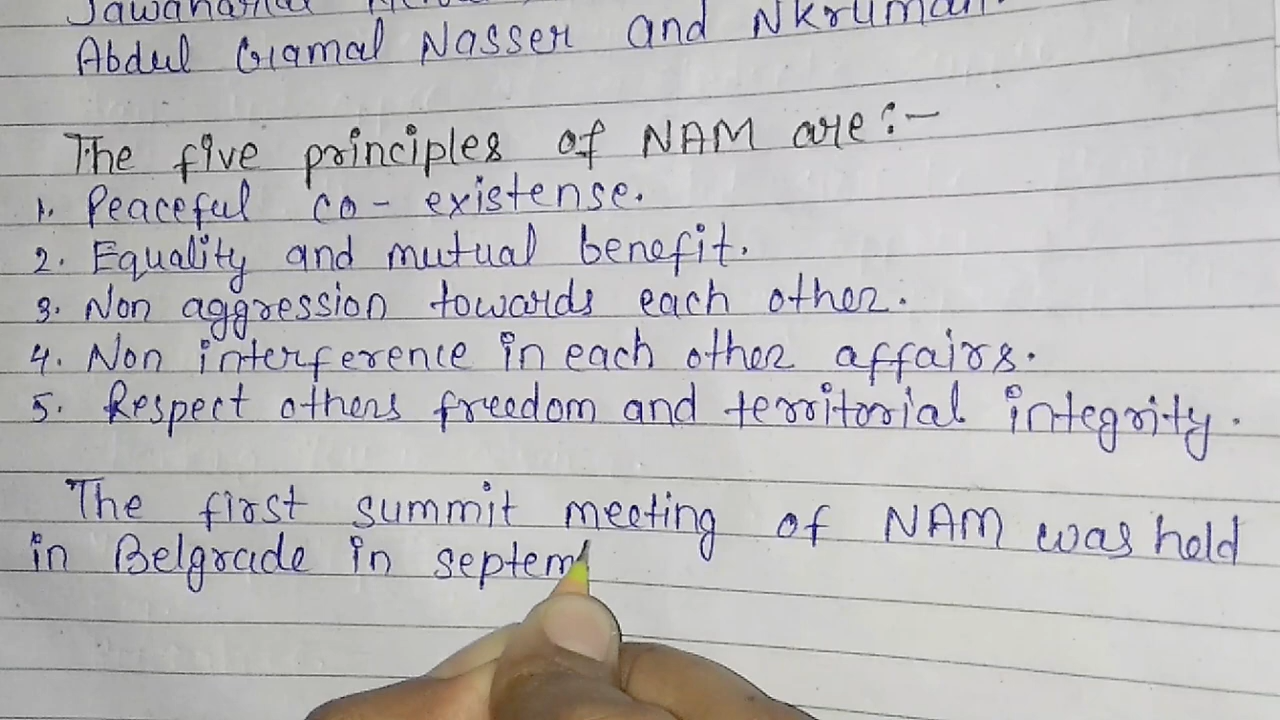 Jawaharlal
Abdul Gamal Nasser and Nkrumah.
The five principles of NAM are:-
1. Peaceful co-existense.
2. Equality and mutual benefit.
3. Non aggression towards each other.
4. Non interference in each other affairs.
5. Respect others freedom and territorial integrity.
The first summit meeting of NAM was held
in Belgrade in septem